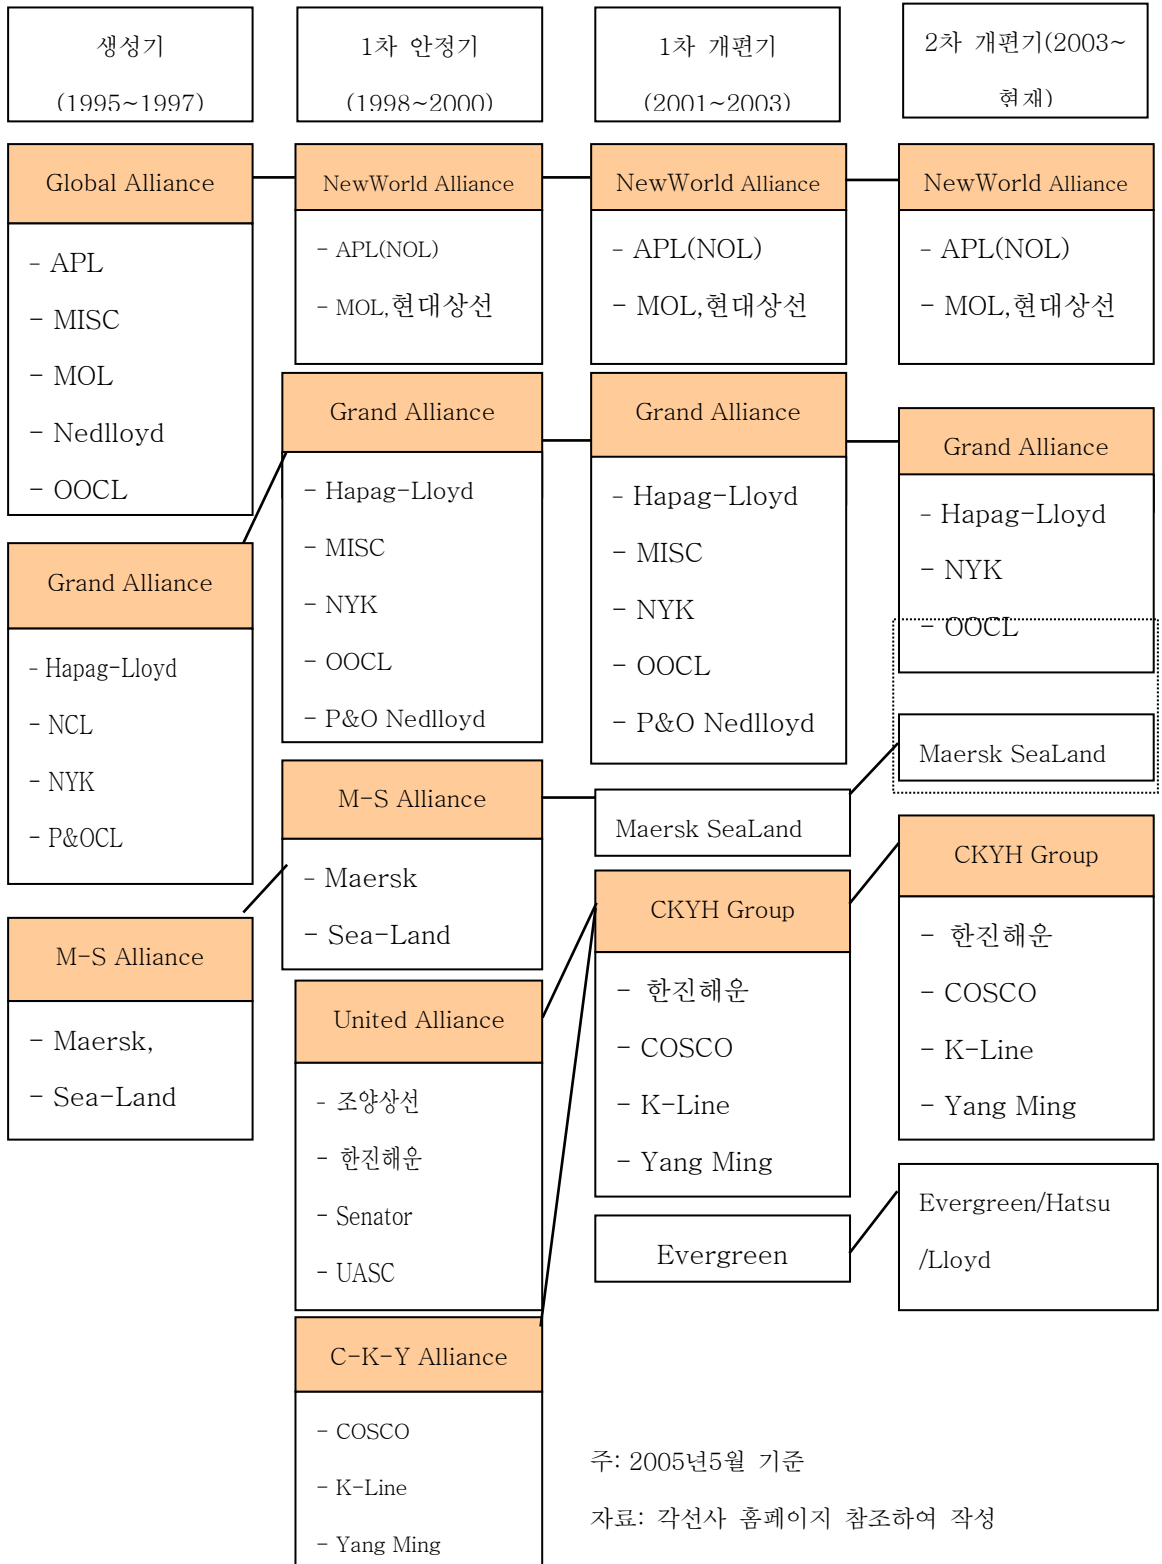 생성기
(1995~1997)
1차 안정기
(1998~2000)
1차 개편기
(2001~2003)
2차 개편기(2003~
현재)
Global Alliance
- APL
- MISC
- MOL
- Nedlloyd
- OOCL
Grand Alliance
- Hapag-Lloyd
- NCL
- NYK
- P&OCL
M-S Alliance
- Maersk,
- Sea-Land
NewWorld Alliance
- APL(NOL)
- MOL,현대상선
Grand Alliance
- Hapag-Lloyd
- MISC
- NYK
- OOCL
- P&O Nedlloyd
M-S Alliance
- Maersk
- Sea-Land
United Alliance
- 조양상선
- 한진해운
- Senator
- UASC
C-K-Y Alliance
- COSCO
- K-Line
- Yang Ming
NewWorld Alliance
- APL(NOL)
- MOL,현대상선
Grand Alliance
- Hapag-Lloyd
- MISC
- NYK
- OOCL
- P&O Nedlloyd
Maersk SeaLand
CKYH Group
- 한진해운
- COSCO
- K-Line
- Yang Ming
Evergreen
NewWorld Alliance
- APL(NOL)
- MOL,현대상선
Grand Alliance
- Hapag-Lloyd
- NYK
- OOCL
Maersk SeaLand
CKYH Group
- 한진해운
- COSCO
- K-Line
- Yang Ming
Evergreen/Hatsu
/Lloyd
주: 2005년5월 기준
자료: 각선사 홈페이지 참조하여 작성